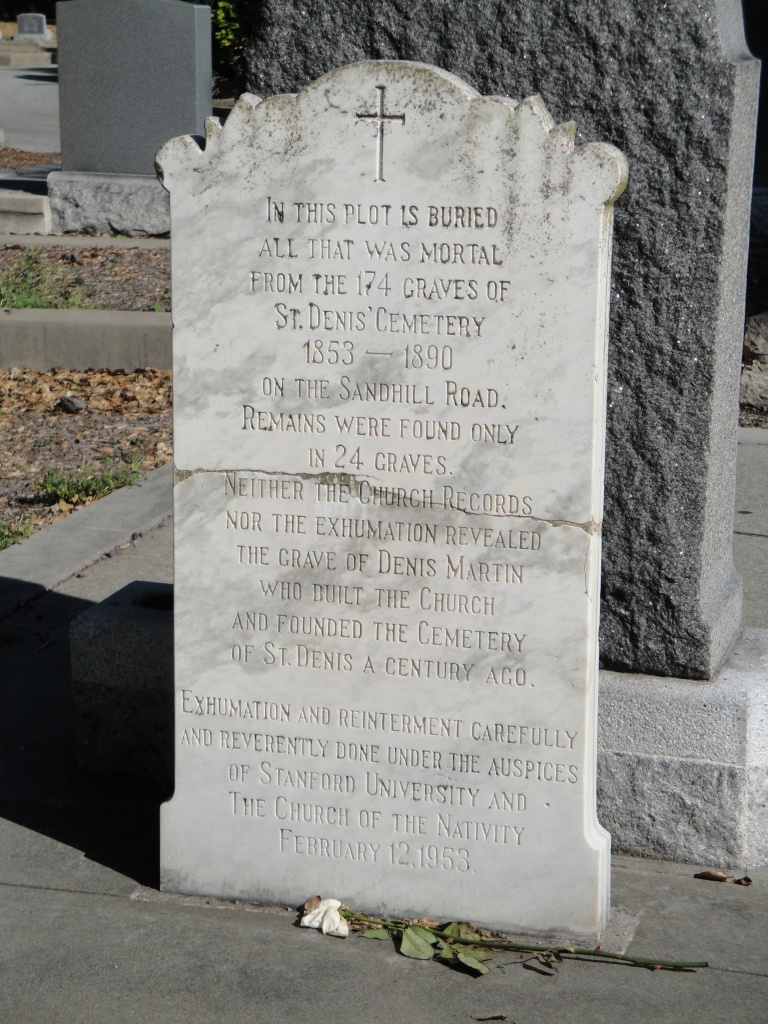 IN THIS PLOT IS BURIED
ALL THAT WAS MORTAL
FROM THE 174 GRAVES OF
ST. DENIS' CEMETERY
1853 — 1890
ON THE SANDHILL ROAD.
REMAINS WERE FOUND ONLY
IN 24 GRAVES.
NEITHER THE CHURCH RECORDS
NOR THE EXHUMATION REVEALED
THE GRAVE OF DENIS MARTIN
WHO BUILT THE CHURCH
AND FOUNDED THE CEMETERY
OF ST. DENIS A CENTURY AGO.
EXHUMATION AND REINTERMENT CAREFULLY
AND REVERENTLY DONE UNDER THE AUSPICES
OF STANFORD UNIVERSITY AND
THE CHURCH OF THE NATIVITY
FEBRUARY 12, 1953.